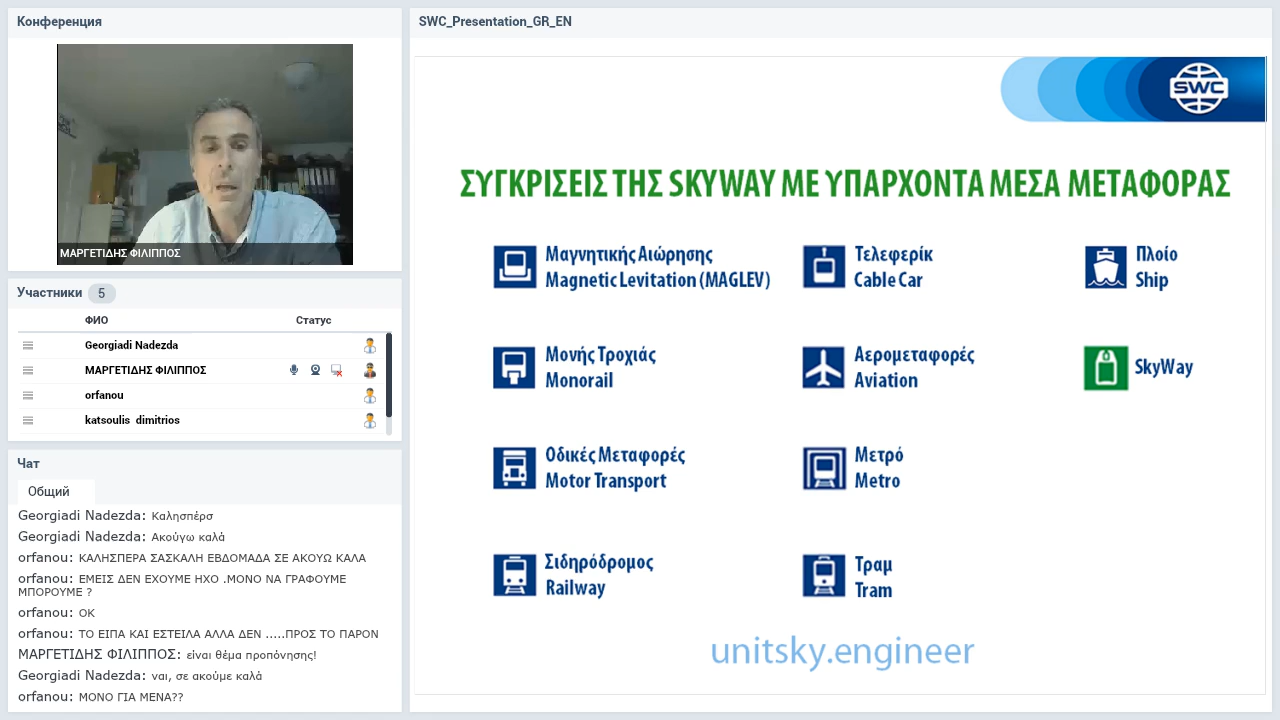 Конференция
ΜΑΡΓΕΤΙΔΗΣ ΦΙΛΙΠΠΟΣ
Участники 5
ФИО Статус
Georgiadi Nadezda
ΜΑΡΓΕΤΙΔΗΣ ΦΙΛΙΠΠΟΣ
orfanou
katsoulis dimitrios
Чат
Общий
Georgiadi Nadezda: Καλησπέρσ
Georgiadi Nadezda: Ακούγω καλά
orfanou: ΚΑΛΗΣΠΕΡΑ ΣΑΣΚΑΛΗ ΕΒΔΟΜΑΔΑ ΣΕ ΑΚΟΥΩ ΚΑΛΑ
orfanou: ΕΜΕΙΣ ΔΕΝ ΕΧΟΥΜΕ ΗΧΟ .ΜΟΝΟ ΝΑ ΓΡΑΦΟΥΜΕ
ΜΠΟΡΟΥΜΕ ?
orfanou: ΟΚ
orfanou: ΤΟ ΕΙΠΑ ΚΑΙ ΕΣΤΕΙΛΑ ΑΛΛΑ ΔΕΝ .....ΠΡΟΣ ΤΟ ΠΑΡΟΝ
ΜΑΡΓΕΤΙΔΗΣ ΦΙΛΙΠΠΟΣ: είναι θέμα προπόνησης!
Georgiadi Nadezda: ναι, σε ακούμε καλά
orfanou: ΜΟΝΟ ΓΙΑ ΜΕΝΑ??
SWC_Presentation_GR_EN
SWC
ΣΥΓΚΡΙΣΕΙΣ ΤΗΣ SKYWAY ΜΕ ΥΠΑΡΧΟΝΤΑ ΜΕΣΑ ΜΕΤΑΦΟΡΑΣ
Μαγνητικής Αιώρησης
Magnetic Levitation (MAGLEV)
Τελεφερίκ
Cable Car
Πλοίο
Ship
Μονής Τροχιάς
Monorail
Αερομεταφορές
Aviation
SkyWay
Οδικές Μεταφορές
Motor Transport
Μετρό
Metro
Σιδηρόδρομος
Railway
Τραμ
Tram
unitsky.engineer